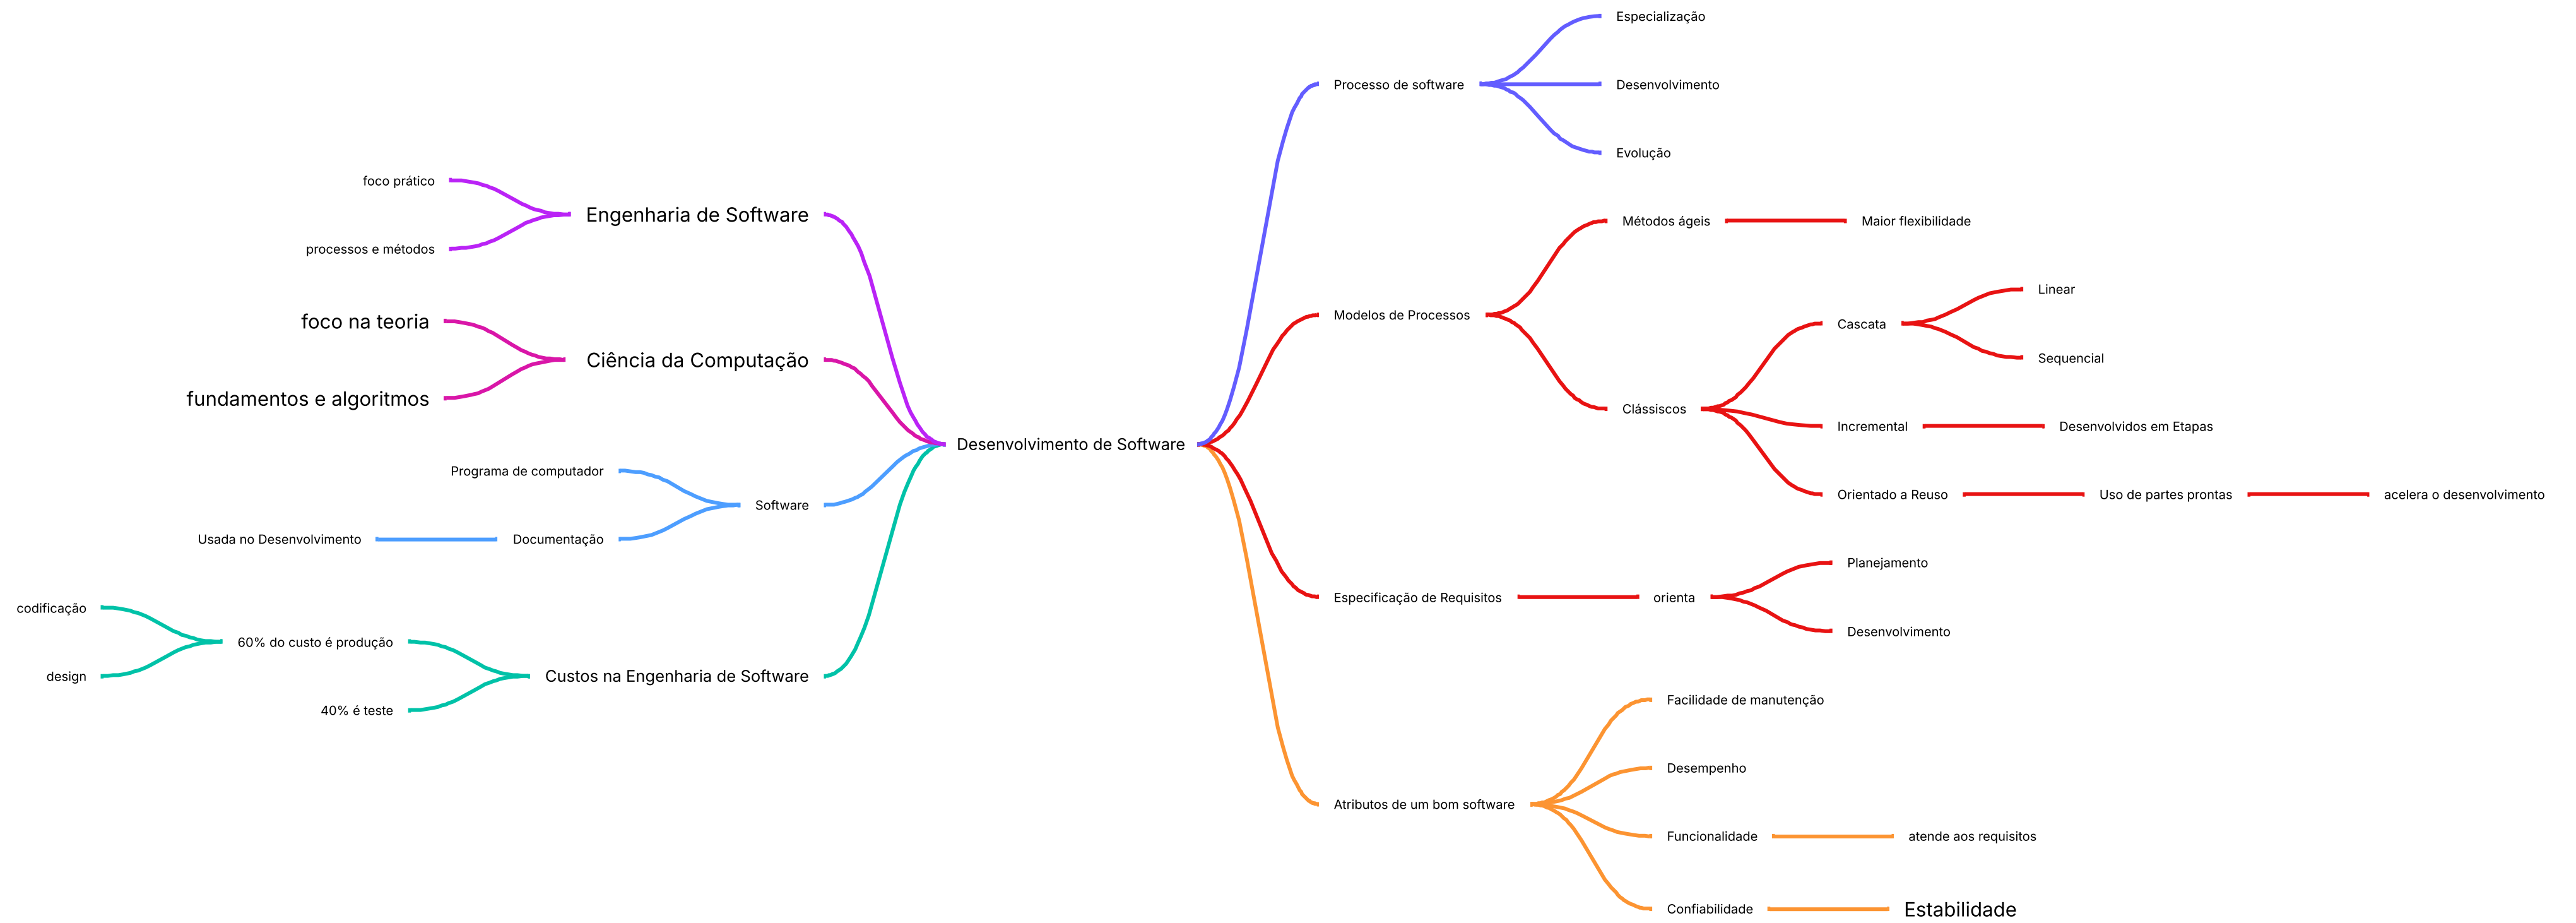 Desenvolvimento de Software
Engenharia de Software
foco prático
processos e métodos
Ciência da Computação
foco na teoria
fundamentos e algoritmos
Software
Programa de computador
Documentação
Usada no Desenvolvimento
Custos na Engenharia de Software
60% do custo é produção
codificação
design
40% é teste
Processo de software
Especialização
Desenvolvimento
Evolução
Modelos de Processos
Métodos ágeis
Maior flexibilidade
Clássiscos
Cascata
Linear
Sequencial
Incremental
Desenvolvidos em Etapas
Orientado a Reuso
Uso de partes prontas
acelera o desenvolvimento
Especificação de Requisitos
orienta
Planejamento
Desenvolvimento
Atributos de um bom software
Facilidade de manutenção
Desempenho
Funcionalidade
atende aos requisitos
Confiabilidade
Estabilidade